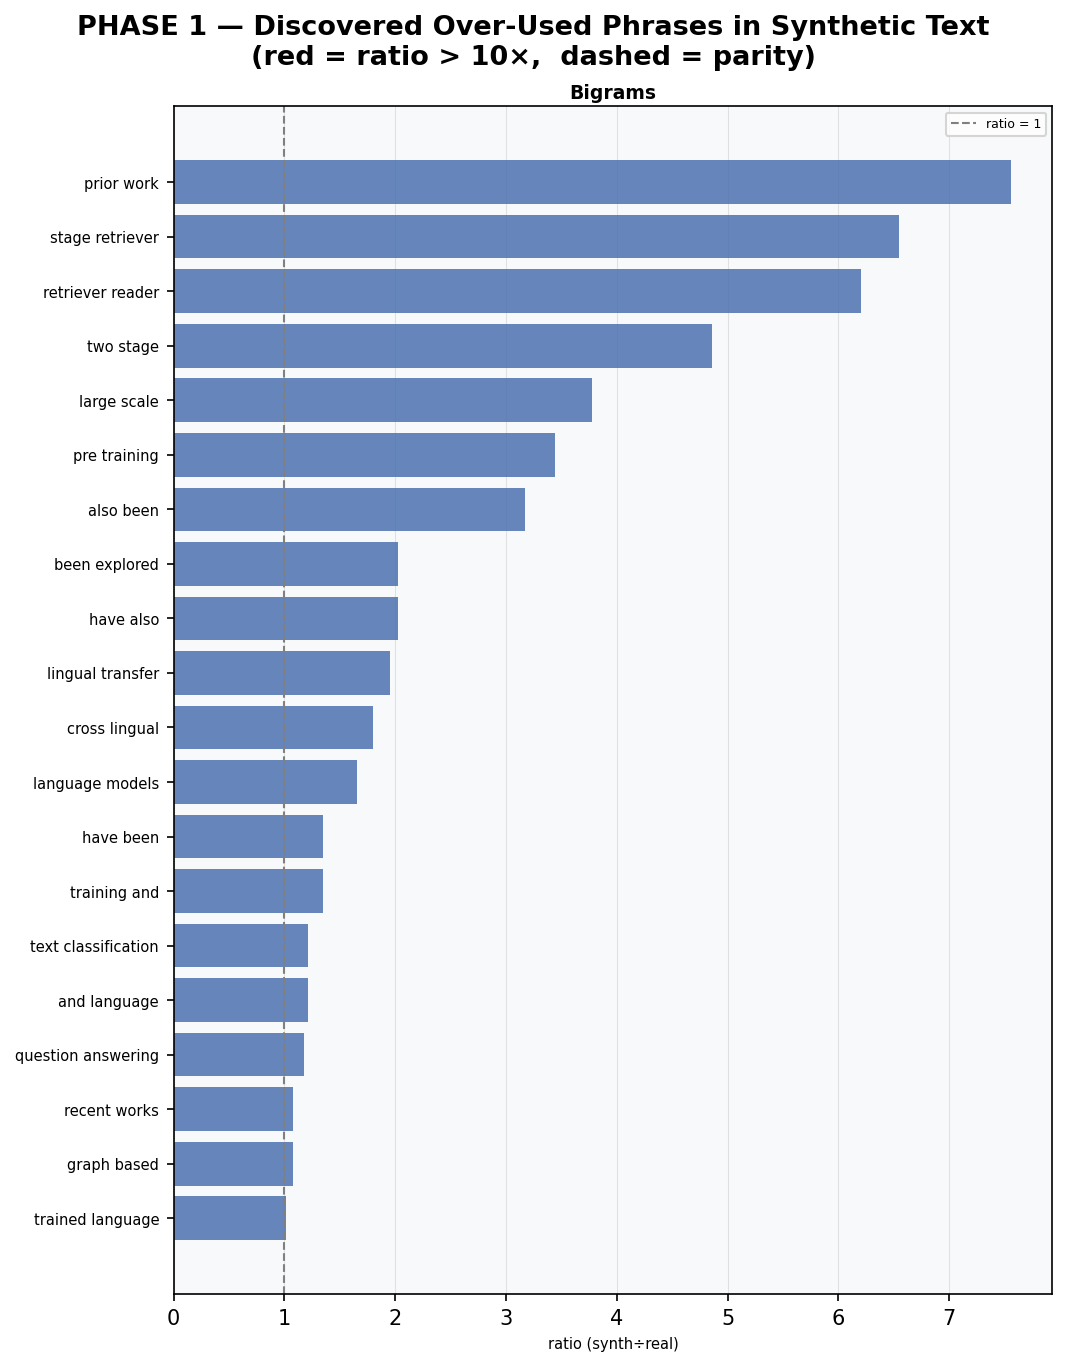 PHASE 1 — Discovered Over-Used Phrases in Synthetic Text
(red = ratio > 10×,  dashed = parity)
Bigrams
ratio = 1
prior work
stage retriever
retriever reader
two stage
large scale
pre training
also been
been explored
have also
lingual transfer
cross lingual
language models
have been
training and
text classification
and language
question answering
recent works
graph based
trained language
0 1 2 3 4 5 6 7
ratio (synth÷real)